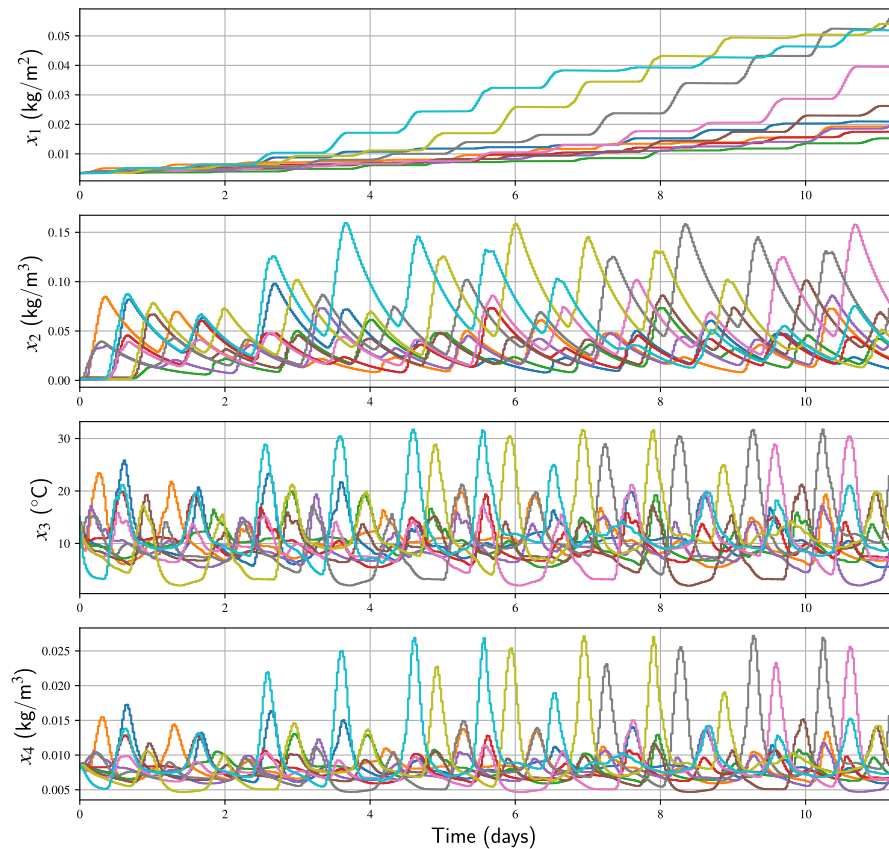 0.05
0.04
0.03
0.02
0.01
x₁ (kg/m²)
0 2 4 6 8 10
0.15
0.10
0.05
0.00
x₂ (kg/m³)
0 2 4 6 8 10
30
20
10
x₃ (°C)
0 2 4 6 8 10
0.025
0.020
0.015
0.010
0.005
x₄ (kg/m³)
0 2 4 6 8 10
Time (days)